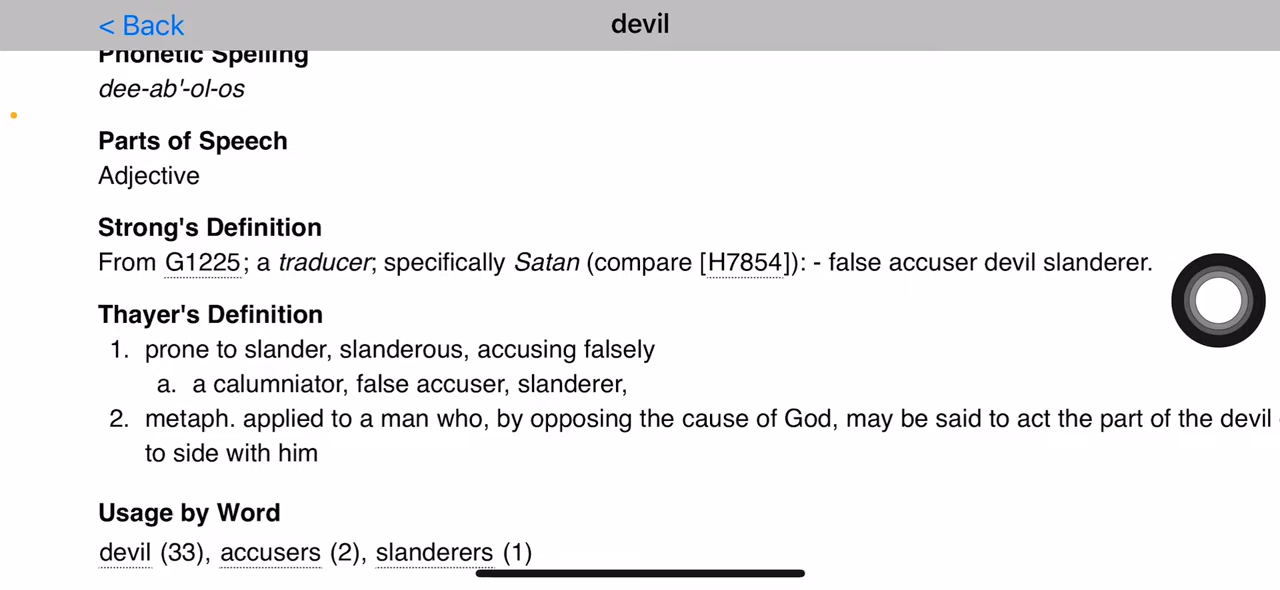 < Back
devil
Phonetic Spelling
dee-ab'-ol-os
Parts of Speech
Adjective
Strong's Definition
From G1225; a traducer; specifically Satan (compare [H7854]): - false accuser devil slanderer.
Thayer's Definition
1. prone to slander, slanderous, accusing falsely
a. a calumniator, false accuser, slanderer,
2. metaph. applied to a man who, by opposing the cause of God, may be said to act the part of the devil
to side with him
Usage by Word
devil (33), accusers (2), slanderers (1)